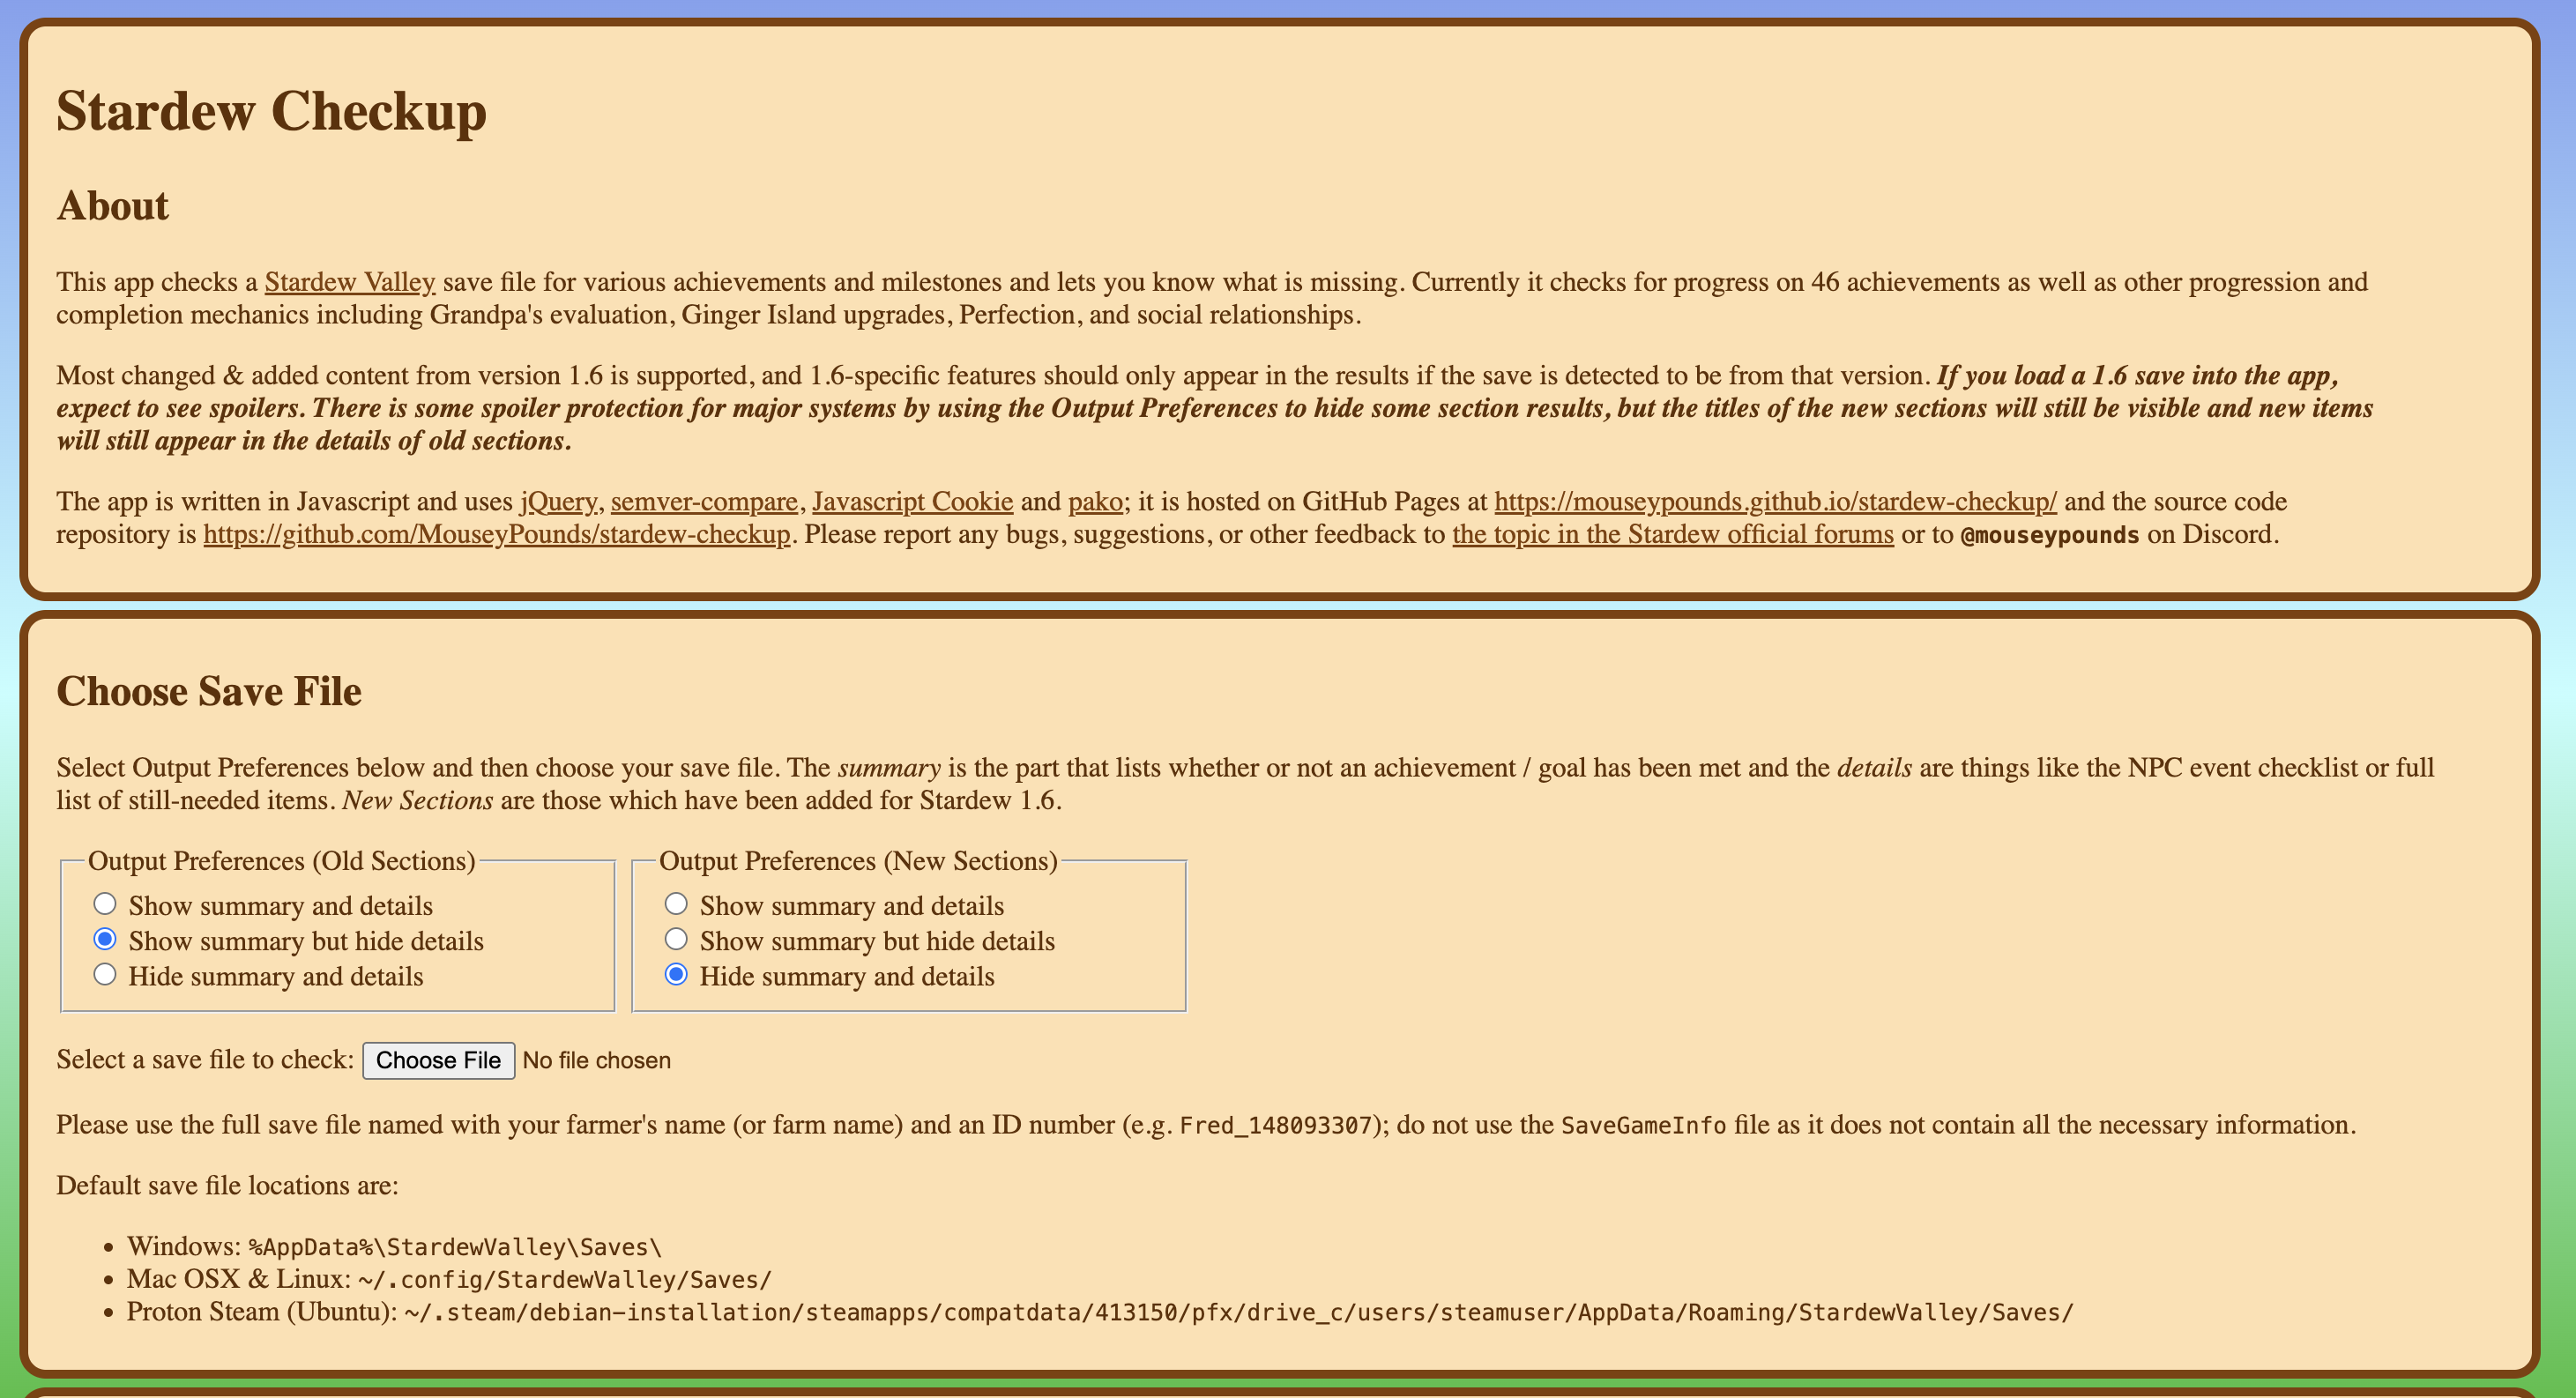 Stardew Checkup
About
This app checks a Stardew Valley save file for various achievements and milestones and lets you know what is missing. Currently it checks for progress on 46 achievements as well as other progression and
completion mechanics including Grandpa's evaluation, Ginger Island upgrades, Perfection, and social relationships.
Most changed & added content from version 1.6 is supported, and 1.6-specific features should only appear in the results if the save is detected to be from that version. If you load a 1.6 save into the app,
expect to see spoilers. There is some spoiler protection for major systems by using the Output Preferences to hide some section results, but the titles of the new sections will still be visible and new items
will still appear in the details of old sections.
The app is written in Javascript and uses jQuery, semver-compare, Javascript Cookie and pako; it is hosted on GitHub Pages at https://mouseypounds.github.io/stardew-checkup/ and the source code
repository is https://github.com/MouseyPounds/stardew-checkup. Please report any bugs, suggestions, or other feedback to the topic in the Stardew official forums or to @mouseypounds on Discord.
Choose Save File
Select Output Preferences below and then choose your save file. The summary is the part that lists whether or not an achievement / goal has been met and the details are things like the NPC event checklist or full
list of still-needed items. New Sections are those which have been added for Stardew 1.6.
Output Preferences (Old Sections)
Show summary and details
Show summary but hide details
Hide summary and details
Output Preferences (New Sections)
Show summary and details
Show summary but hide details
Hide summary and details
Select a save file to check: Choose File No file chosen
Please use the full save file named with your farmer's name (or farm name) and an ID number (e.g. Fred_148093307); do not use the SaveGameInfo file as it does not contain all the necessary information.
Default save file locations are:
• Windows: %AppData%\StardewValley\Saves\
• Mac OSX & Linux: ~/.config/StardewValley/Saves/
• Proton Steam (Ubuntu): ~/.steam/debian-installation/steamapps/compatdata/413150/pfx/drive_c/users/steamuser/AppData/Roaming/StardewValley/Saves/